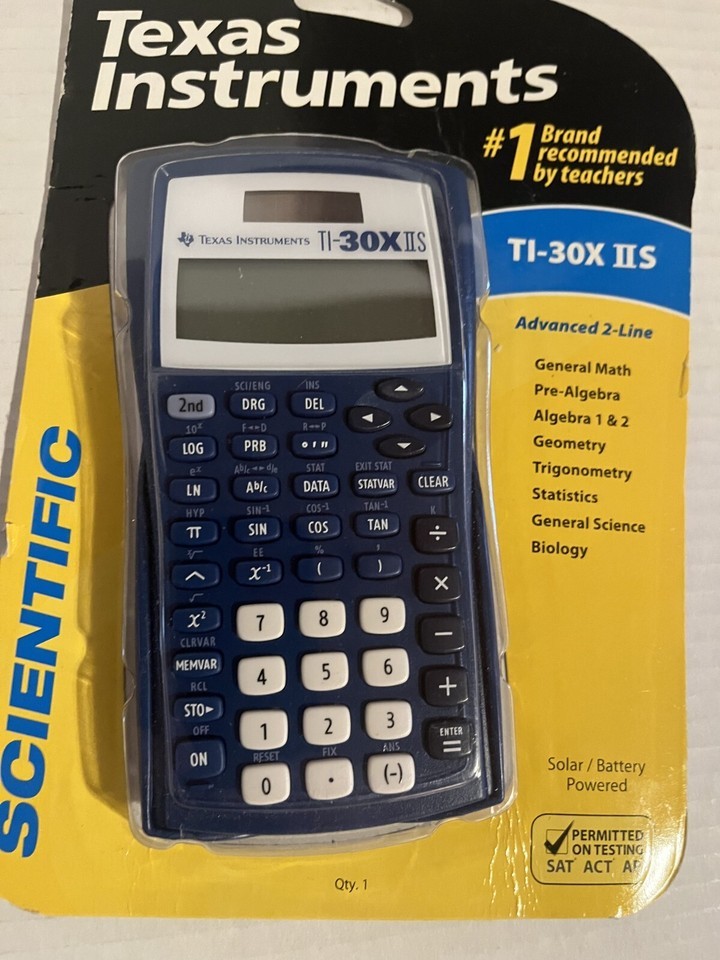 Texas
Instruments
#1 Brand
recommended
by teachers
TI-30X IIS
Advanced 2-Line
General Math
Pre-Algebra
Algebra 1 & 2
Geometry
Trigonometry
Statistics
General Science
Biology
Solar / Battery
Powered
PERMITTED
ON TESTING
SAT ACT AP
Qty. 1
SCIENTIFIC
TEXAS INSTRUMENTS TI-30X IIS
SCI/ENG INS
2nd DRG DEL
10ˣ F↔D R↔P
LOG PRB ° ' "
eˣ Ab/c↔d/e STAT EXIT STAT
LN Ab/c DATA STATVAR CLEAR
HYP SIN⁻¹ COS⁻¹ TAN⁻¹ K
π SIN COS TAN ÷
ˣ√ EE % ,
^ x⁻¹ ( ) ×
√
x² 7 8 9 −
CLRVAR
MEMVAR 4 5 6 +
RCL
STO► 1 2 3 ENTER =
OFF RESET FIX ANS
ON 0 . (-)